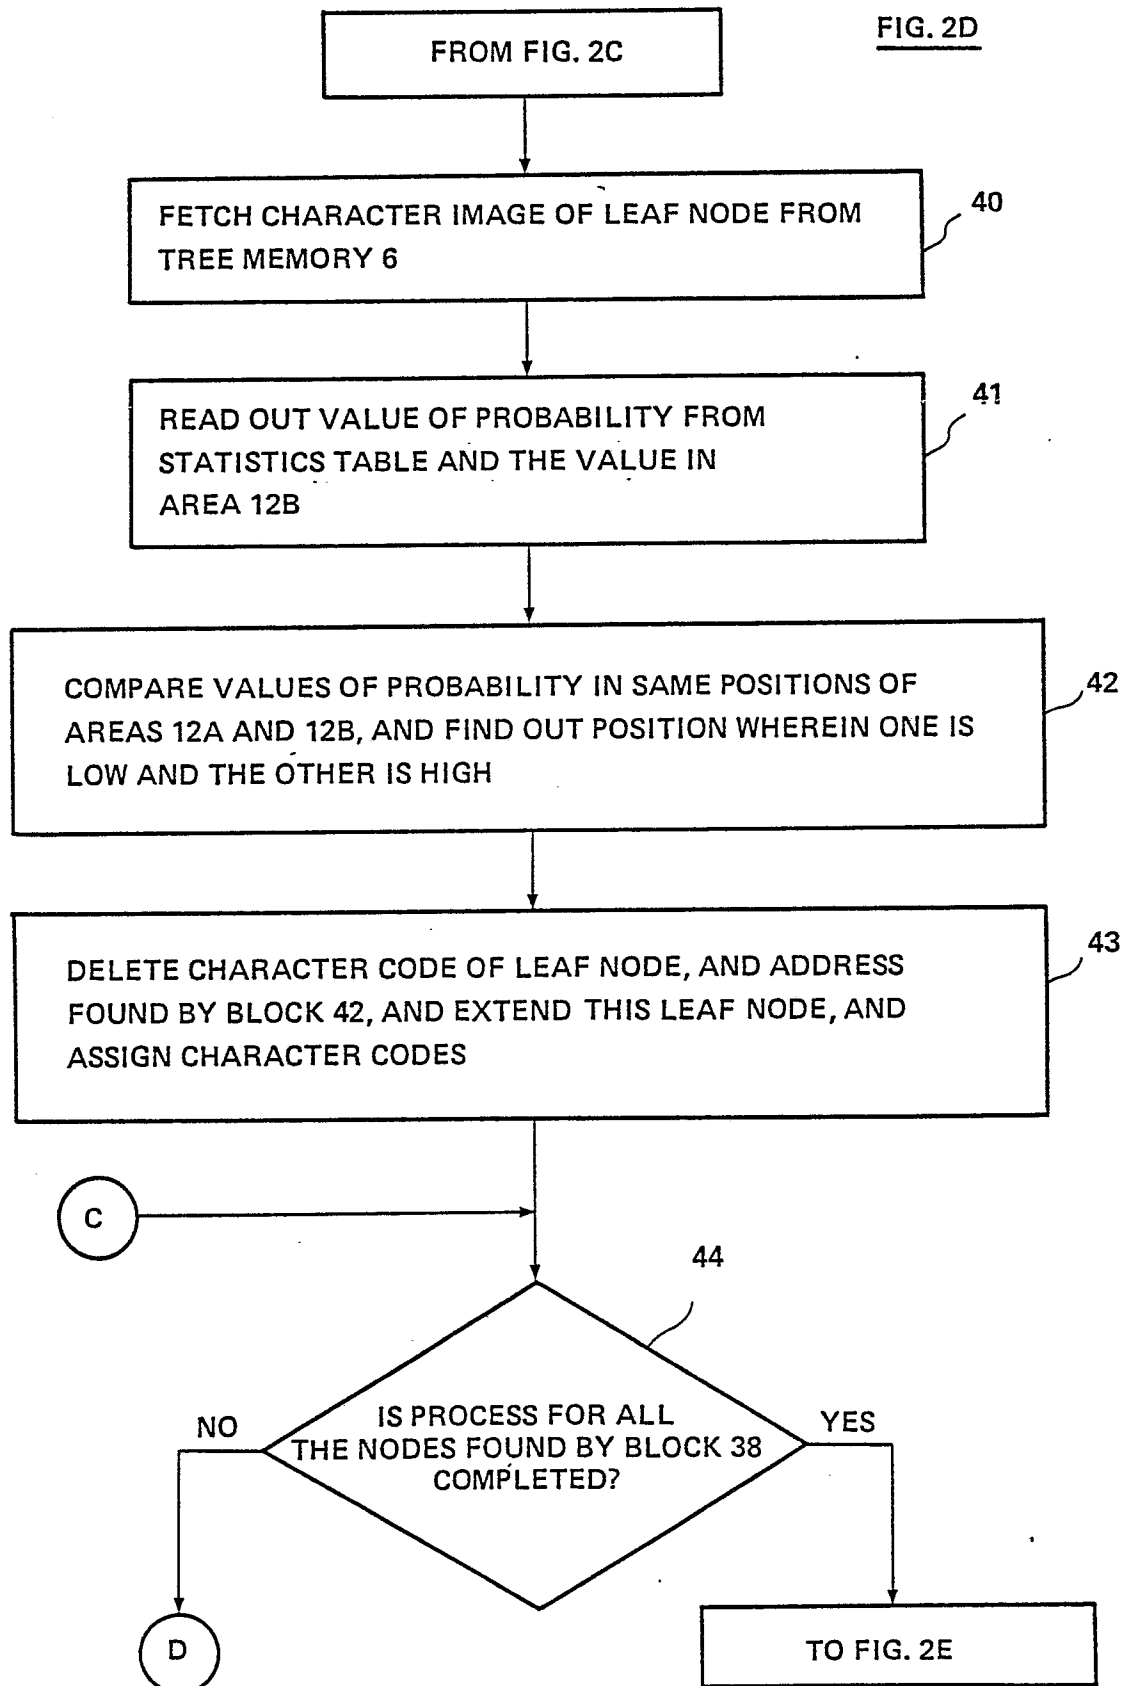 FIG. 2D
FROM FIG. 2C
40
FETCH CHARACTER IMAGE OF LEAF NODE FROM
TREE MEMORY 6
41
READ OUT VALUE OF PROBABILITY FROM
STATISTICS TABLE AND THE VALUE IN
AREA 12B
42
COMPARE VALUES OF PROBABILITY IN SAME POSITIONS OF
AREAS 12A AND 12B, AND FIND OUT POSITION WHEREIN ONE IS
LOW AND THE OTHER IS HIGH
43
DELETE CHARACTER CODE OF LEAF NODE, AND ADDRESS
FOUND BY BLOCK 42, AND EXTEND THIS LEAF NODE, AND
ASSIGN CHARACTER CODES
C
44
IS PROCESS FOR ALL
THE NODES FOUND BY BLOCK 38
COMPLETED?
NO
YES
D
TO FIG. 2E